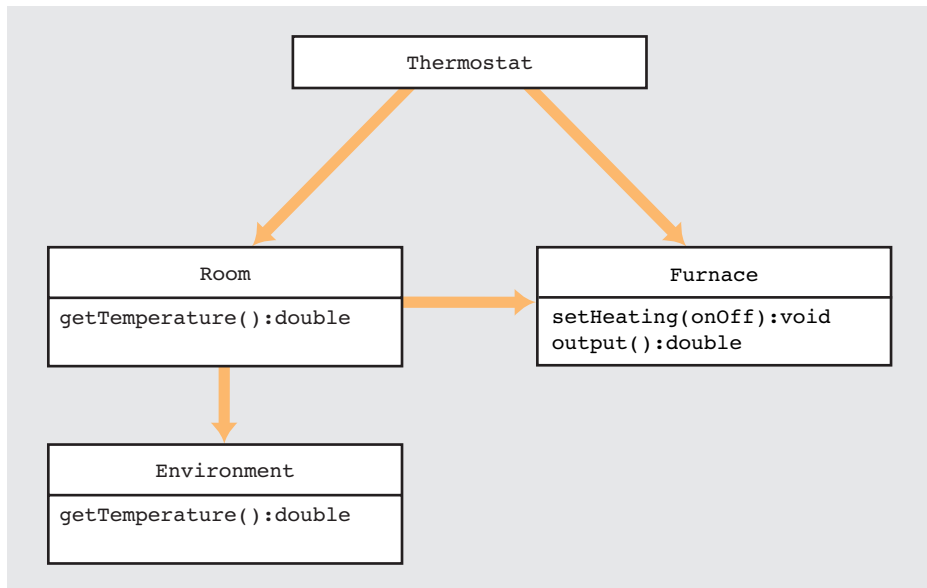 Thermostat
Room
getTemperature():double
Furnace
setHeating(onOff):void
output():double
Environment
getTemperature():double